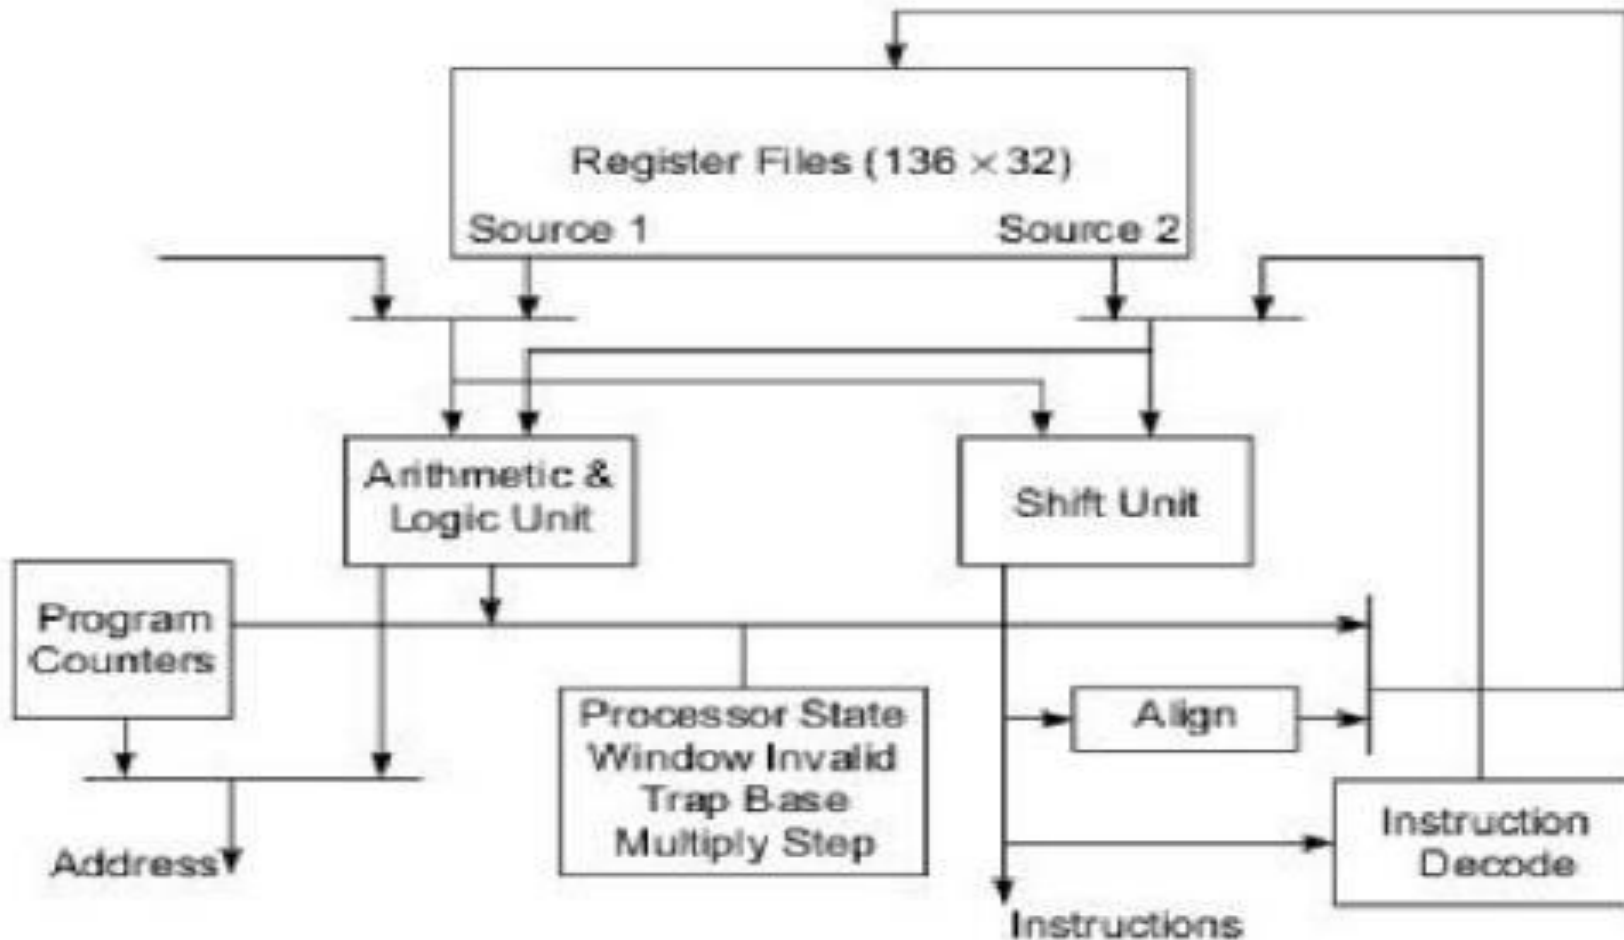 Register Files (136 × 32)
Source 1
Source 2
Arithmetic &
Logic Unit
Shift Unit
Program
Counters
Processor State
Window Invalid
Trap Base
Multiply Step
Align
Instruction
Decode
Address
Instructions